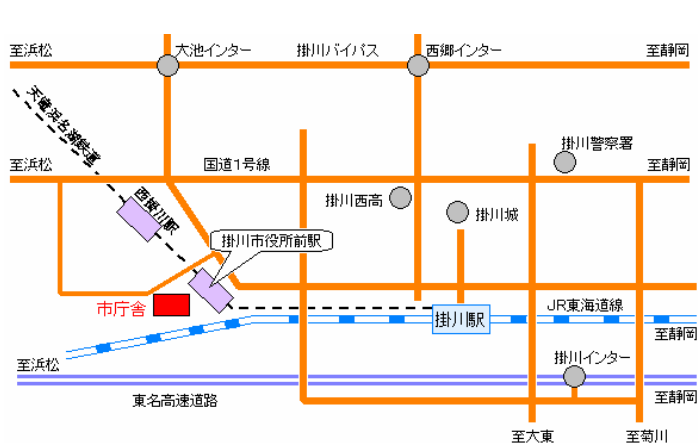 至浜松
大池インター
掛川バイパス
西郷インター
至静岡
天竜浜名湖鉄道
至浜松
国道1号線
掛川警察署
至静岡
西掛川駅
掛川西高
掛川城
掛川市役所前駅
市庁舎
掛川駅
JR東海道線
至静岡
至浜松
掛川インター
東名高速道路
至静岡
至大東
至菊川